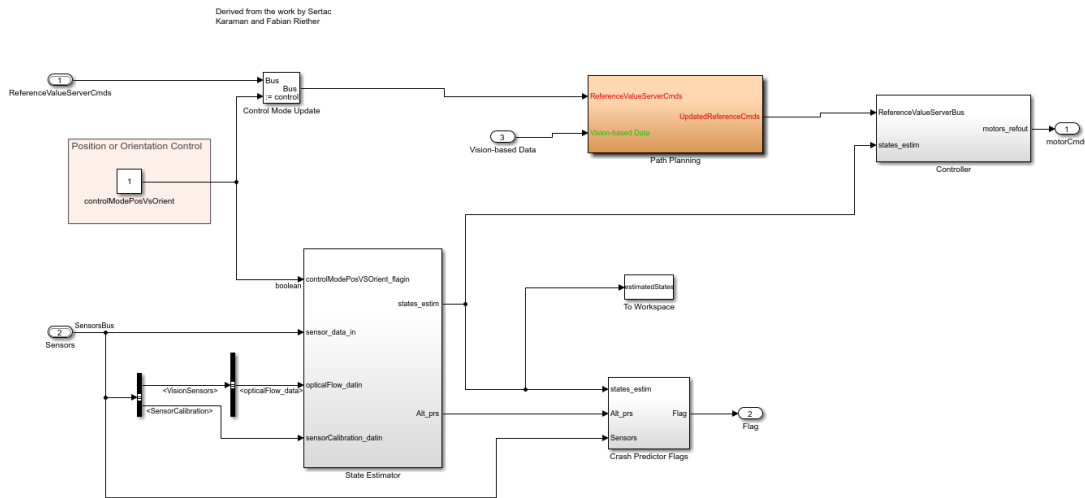 Derived from the work by Sertac
Karaman and Fabian Riether
1
ReferenceValueServerCmds
Bus
Bus
:= control
Control Mode Update
ReferenceValueServerCmds
UpdatedReferenceCmds
Vision-based Data
Path Planning
3
Vision-based Data
ReferenceValueServerBus
motors_refout
states_estim
Controller
1
motorCmds
Position or Orientation Control
1
controlModePosVsOrient
controlModePosVSOrient_flagin
boolean
states_estim
sensor_data_in
opticalFlow_datin
Alt_prs
sensorCalibration_datin
State Estimator
estimatedStates
To Workspace
SensorsBus
2
Sensors
<VisionSensors>
<opticalFlow_data>
<SensorCalibration>
states_estim
Alt_prs
Flag
Sensors
Crash Predictor Flags
2
Flag